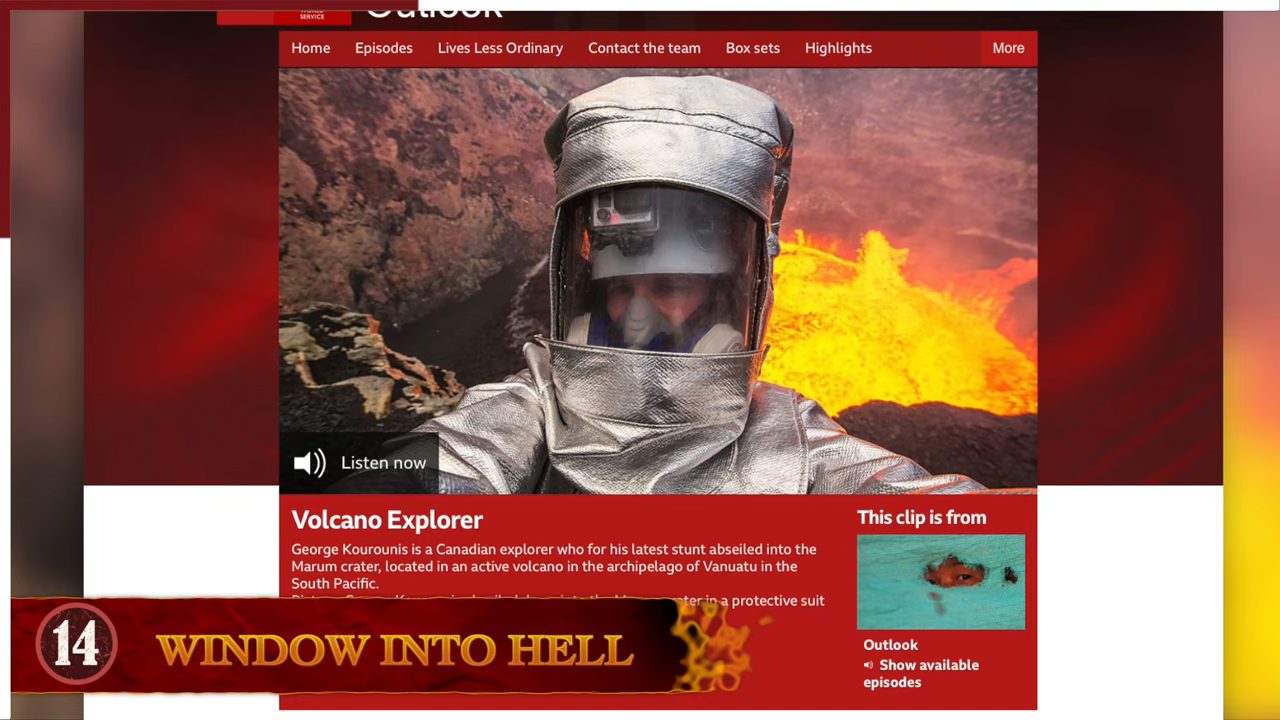 WORLD
SERVICE
Outlook
Home Episodes Lives Less Ordinary Contact the team Box sets Highlights More
Listen now
Volcano Explorer
George Kourounis is a Canadian explorer who for his latest stunt abseiled into the
Marum crater, located in an active volcano in the archipelago of Vanuatu in the
South Pacific.
in a protective suit
This clip is from
Outlook
Show available
episodes
14 WINDOW INTO HELL